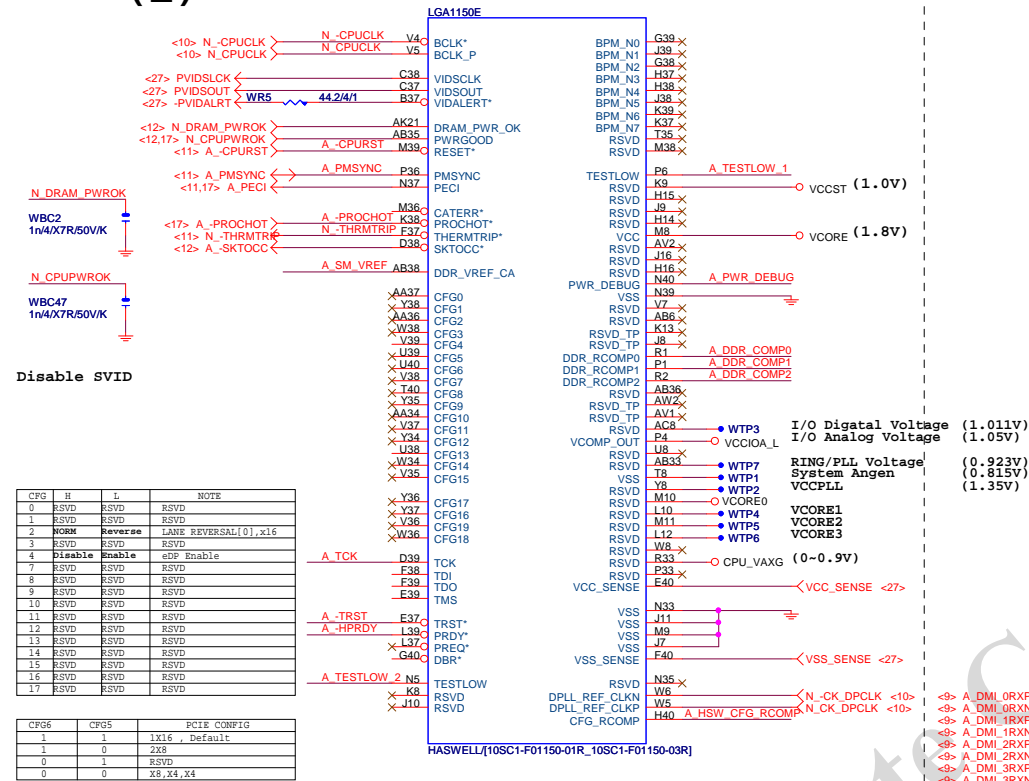 LGA1150E
<10> N_-CPUCLK N_-CPUCLK V4 BCLK* BPM_N0 G39
<10> N_CPUCLK N_CPUCLK V5 BCLK_P BPM_N1 J39
BPM_N2 G38
<27> PVIDSLCK C38 VIDSCLK BPM_N3 H37
<27> PVIDSOUT C37 VIDSOUT BPM_N4 H38
<27> -PVIDALRT WR5 44.2/4/1 B37 VIDALERT* BPM_N5 J38
BPM_N6 K39
<12> N_DRAM_PWROK AK21 DRAM_PWR_OK BPM_N7 K37
<12,17> N_CPUPWROK AB35 PWRGOOD RSVD T35
<11> A_-CPURST A_-CPURST M39 RESET* RSVD M38
<11> A_PMSYNC A_PMSYNC P36 PMSYNC TESTLOW P6 A_TESTLOW_1
<11,17> A_PECI N37 PECI RSVD K9 VCCST (1.0V)
RSVD H15
M36 CATERR* RSVD J9
<17> A_-PROCHOT A_-PROCHOT K38 PROCHOT* RSVD H14
<11> N_-THRMTRIP N_-THRMTRIP F37 THERMTRIP* VCC M8 VCORE (1.8V)
<12> A_-SKTOCC D38 SKTOCC* RSVD AV2
RSVD J16
A_SM_VREF AB38 DDR_VREF_CA RSVD H16
PWR_DEBUG N40 A_PWR_DEBUG
N_DRAM_PWROK
WBC2
1n/4/X7R/50V/K
N_CPUPWROK
WBC47
1n/4/X7R/50V/K
Disable SVID
AA37 CFG0 VSS N39
Y38 CFG1 RSVD V7
AA36 CFG2 RSVD AB6
W38 CFG3 RSVD_TP K13
V39 CFG4 RSVD_TP J8
U39 CFG5 DDR_RCOMP0 R1 A_DDR_COMP0
U40 CFG6 DDR_RCOMP1 P1 A_DDR_COMP1
V38 CFG7 DDR_RCOMP2 R2 A_DDR_COMP2
T40 CFG8 RSVD AB36
Y35 CFG9 RSVD_TP AW2
AA34 CFG10 RSVD_TP AV1
V37 CFG11 RSVD AC8 WTP3 I/O Digatal Voltage (1.011V)
Y34 CFG12 VCOMP_OUT P4 VCCIOA_L I/O Analog Voltage (1.05V)
U38 CFG13 RSVD U8
W34 CFG14 RSVD AB33 WTP7 RING/PLL Voltage (0.923V)
V35 CFG15 VSS T8 WTP1 System Angen (0.815V)
RSVD Y8 WTP2 VCCPLL (1.35V)
Y36 CFG17 RSVD M10 VCORE0
Y37 CFG16 RSVD L10 WTP4 VCORE1
V36 CFG19 RSVD M11 WTP5 VCORE2
W36 CFG18 RSVD L12 WTP6 VCORE3
RSVD W8
A_TCK D39 TCK RSVD R33 CPU_VAXG (0~0.9V)
F38 TDI RSVD P33
F39 TDO VCC_SENSE E40 VCC_SENSE <27>
E39 TMS
VSS N33
A_-TRST E37 TRST* VSS J11
A_-HPRDY L39 PRDY* VSS M9
L37 PREQ* VSS J7
G40 DBR* VSS_SENSE F40 VSS_SENSE <27>
A_TESTLOW_2 N5 TESTLOW RSVD N35
K8 RSVD DPLL_REF_CLKN W6 N_-CK_DPCLK <10>
J10 RSVD DPLL_REF_CLKP W5 N_CK_DPCLK <10>
CFG_RCOMP H40 A_HSW_CFG_RCOMP
HASWELL/[10SC1-F01150-01R_10SC1-F01150-03R]
CFG H L NOTE
0 RSVD RSVD RSVD
1 RSVD RSVD RSVD
2 NORM Reverse LANE REVERSAL[0],x16
3 RSVD RSVD RSVD
4 Disable Enable eDP Enable
7 RSVD RSVD RSVD
8 RSVD RSVD RSVD
9 RSVD RSVD RSVD
10 RSVD RSVD RSVD
11 RSVD RSVD RSVD
12 RSVD RSVD RSVD
13 RSVD RSVD RSVD
14 RSVD RSVD RSVD
15 RSVD RSVD RSVD
16 RSVD RSVD RSVD
17 RSVD RSVD RSVD
CFG6 CFG5 PCIE CONFIG
1 1 1X16 , Default
1 0 2X8
0 1 RSVD
0 0 X8,X4,X4
<9> A_DMI_0RXP
<9> A_DMI_0RXN
<9> A_DMI_1RXP
<9> A_DMI_1RXN
<9> A_DMI_2RXP
<9> A_DMI_2RXN
<9> A_DMI_3RXP